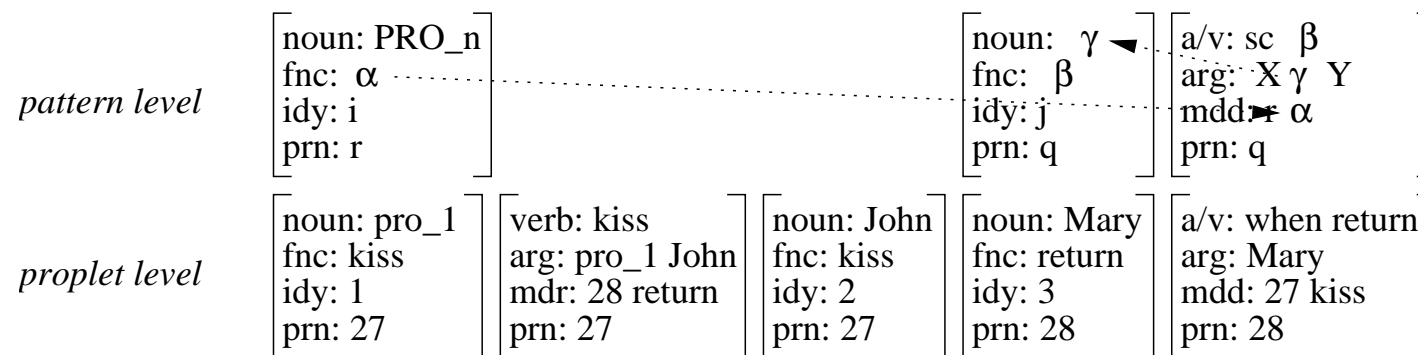 noun: PRO_n
fnc: α
idy: i
prn: r
noun: γ
fnc: β
idy: j
prn: q
a/v: sc β
arg: X γ Y
mdd: r α
prn: q
pattern level
noun: pro_1
fnc: kiss
idy: 1
prn: 27
verb: kiss
arg: pro_1 John
mdr: 28 return
prn: 27
noun: John
fnc: kiss
idy: 2
prn: 27
noun: Mary
fnc: return
idy: 3
prn: 28
a/v: when return
arg: Mary
mdd: 27 kiss
prn: 28
proplet level